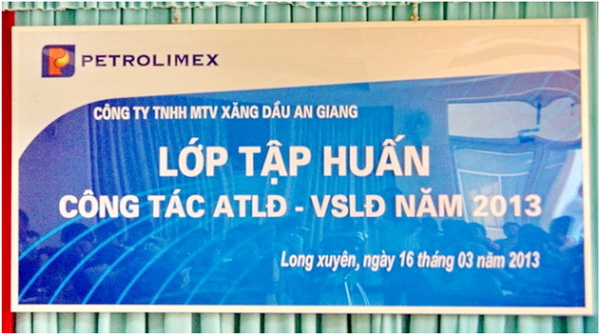 PETROLIMEX
CÔNG TY TNHH MTV XĂNG DẦU AN GIANG
LỚP TẬP HUẤN
CÔNG TÁC ATLĐ - VSLĐ NĂM 2013
Long xuyên, ngày 16 tháng 03 năm 2013